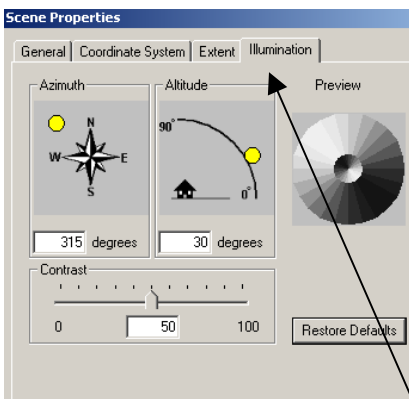 Scene Properties
General Coordinate System Extent Illumination
Azimuth Altitude Preview
N
W E
S
90°
0°
315 degrees 30 degrees
Contrast
0 50 100
Restore Defaults